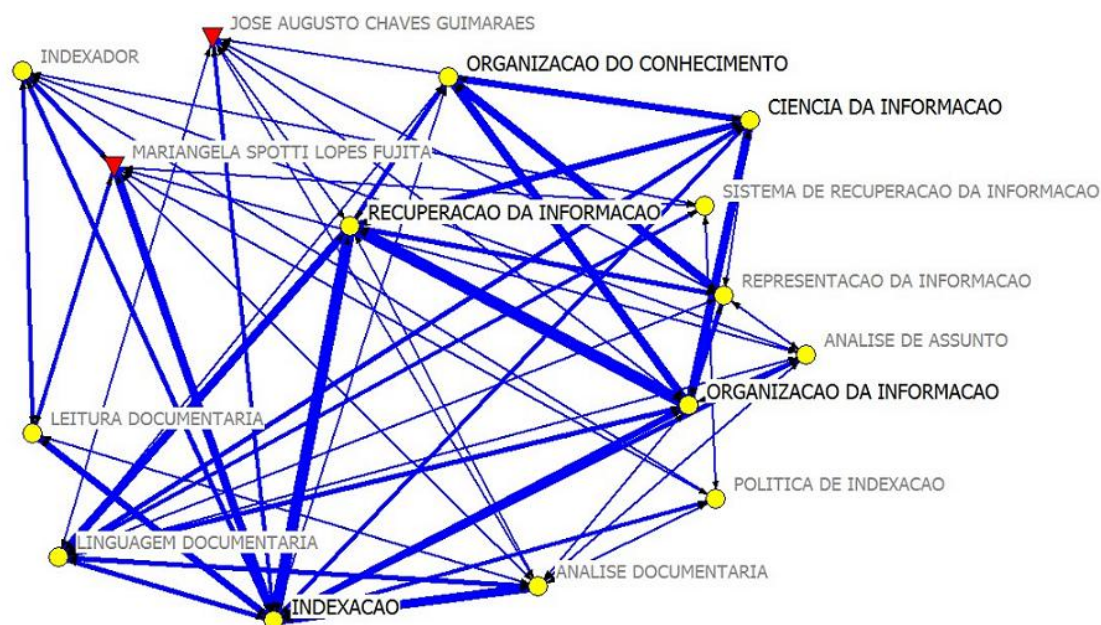 JOSE AUGUSTO CHAVES GUIMARAES
INDEXADOR
ORGANIZACAO DO CONHECIMENTO
CIENCIA DA INFORMACAO
MARIANGELA SPOTTI LOPES FUJITA
SISTEMA DE RECUPERACAO DA INFORMACAO
RECUPERACAO DA INFORMACAO
REPRESENTACAO DA INFORMACAO
ANALISE DE ASSUNTO
ORGANIZACAO DA INFORMACAO
LEITURA DOCUMENTARIA
POLITICA DE INDEXACAO
LINGUAGEM DOCUMENTARIA
ANALISE DOCUMENTARIA
INDEXACAO